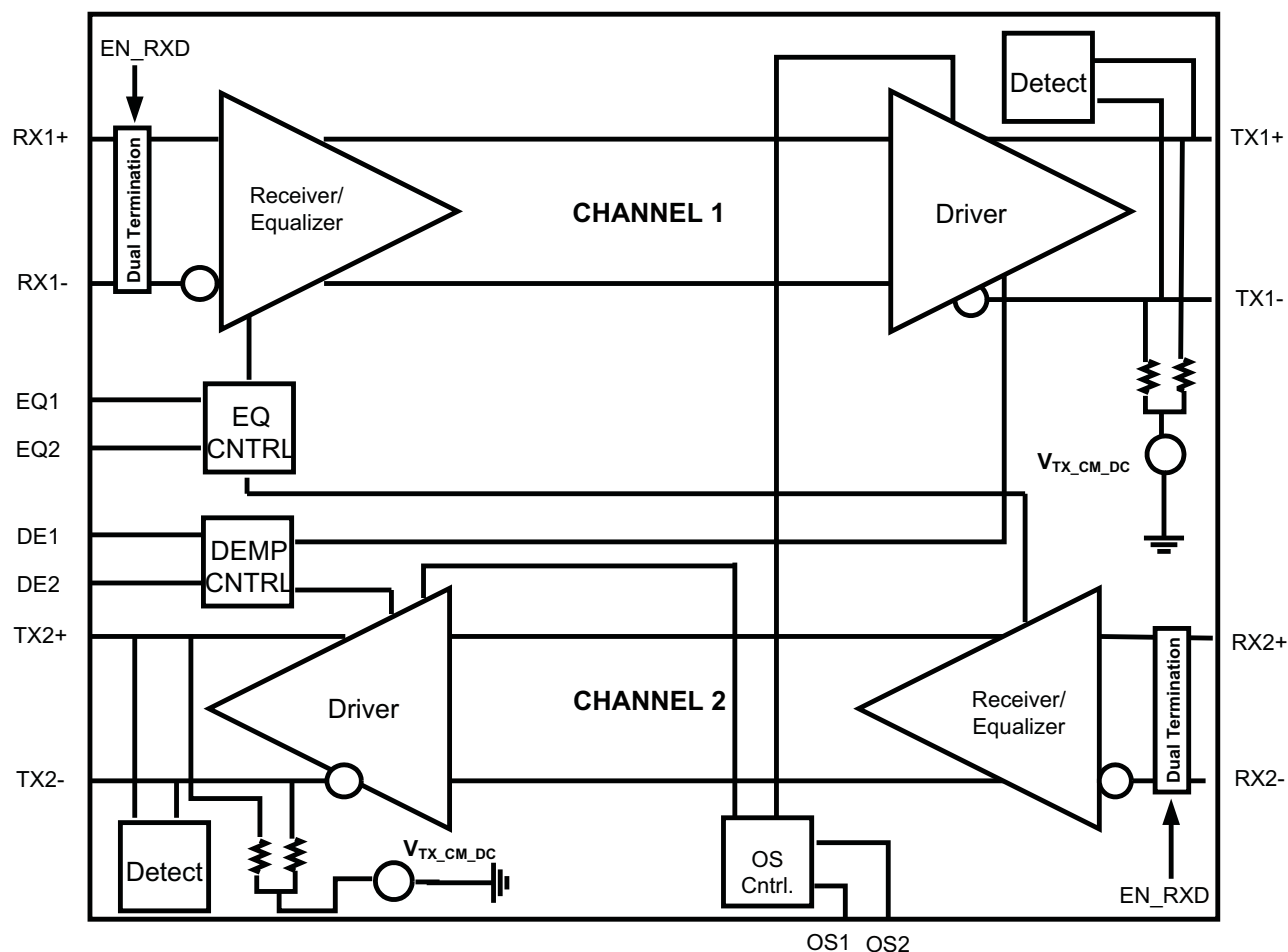 EN_RXD
Detect
RX1+
TX1+
Dual Termination
Receiver/
Equalizer
CHANNEL 1
Driver
RX1-
TX1-
EQ1
EQ
CNTRL
EQ2
VTX_CM_DC
DE1
DEMP
CNTRL
DE2
TX2+
RX2+
Driver
CHANNEL 2
Receiver/
Equalizer
Dual Termination
TX2-
RX2-
Detect
VTX_CM_DC
OS
Cntrl.
EN_RXD
OS1
OS2